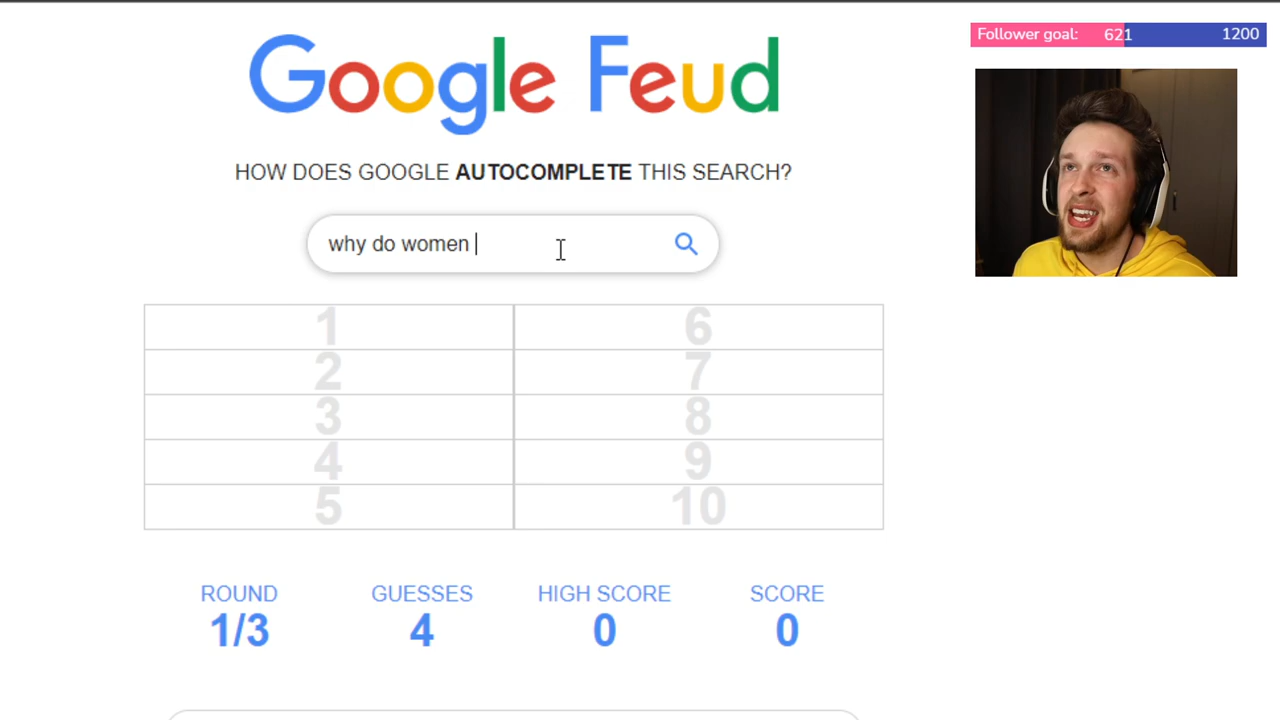 Follower goal: 621 1200
Google Feud
HOW DOES GOOGLE AUTOCOMPLETE THIS SEARCH?
why do women
1 6
2 7
3 8
4 9
5 10
ROUND GUESSES HIGH SCORE SCORE
1/3 4 0 0